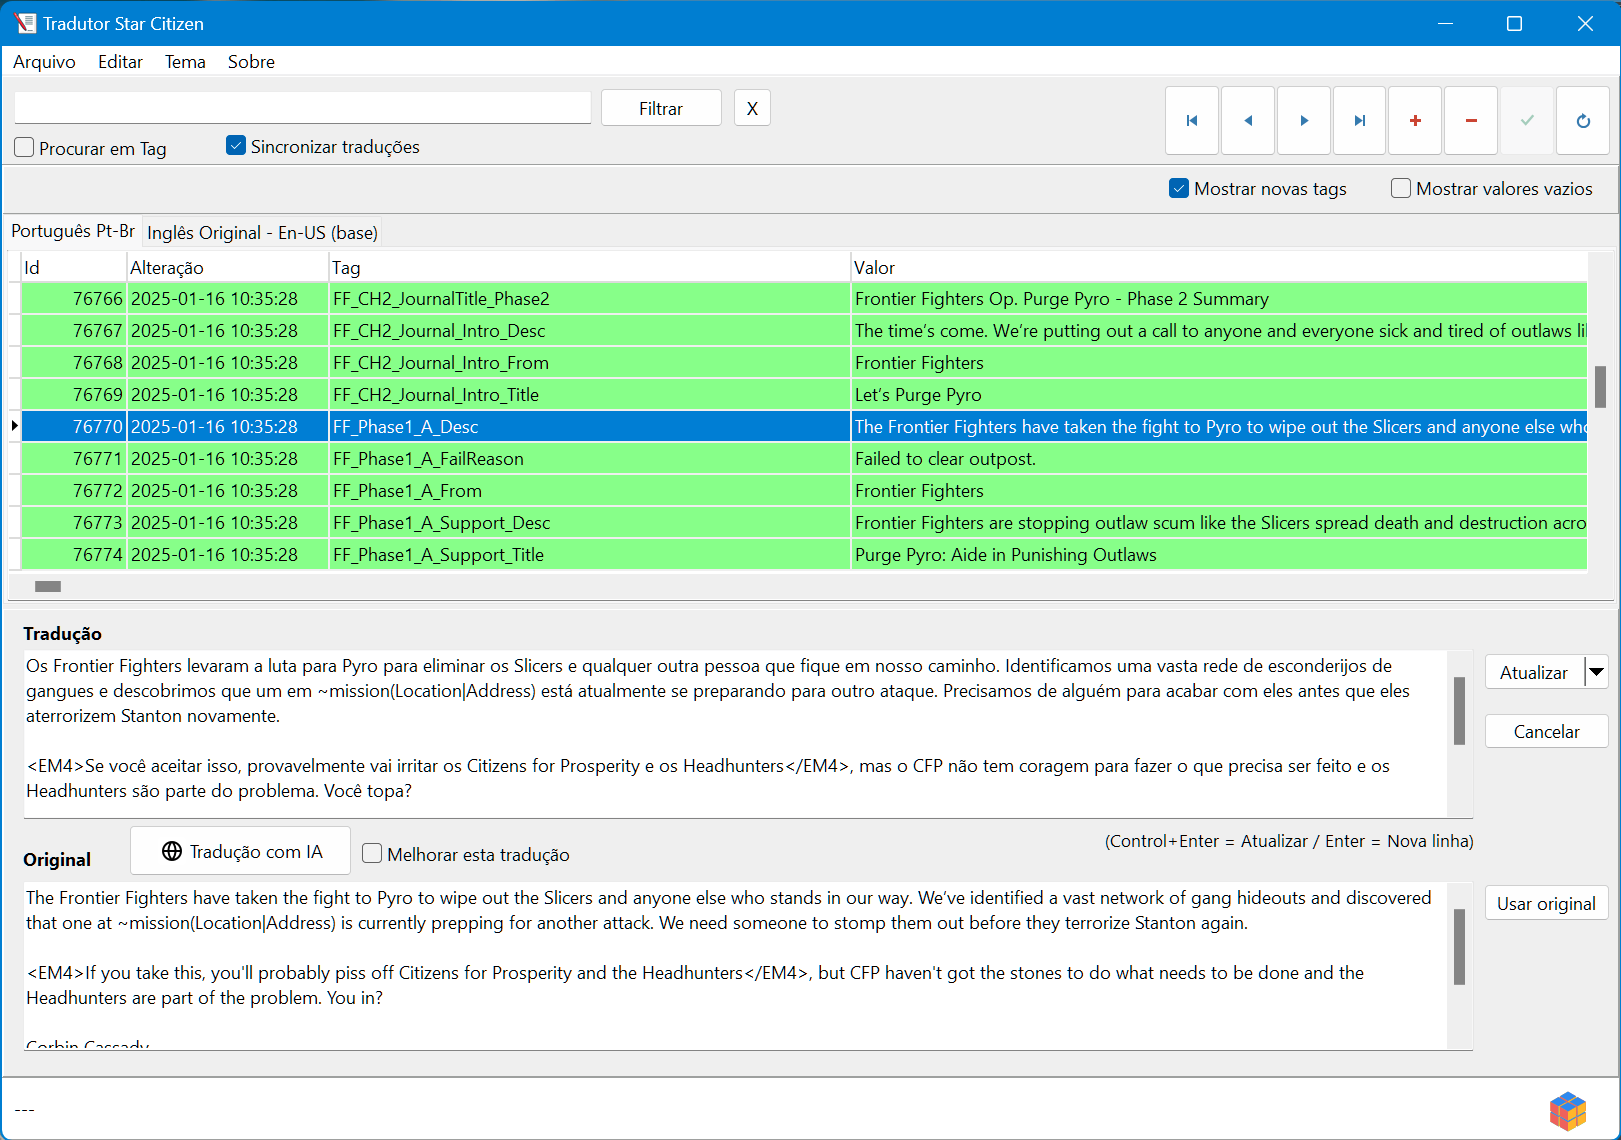 Tradutor Star Citizen
Arquivo Editar Tema Sobre
Filtrar X
Procurar em Tag Sincronizar traduções
Mostrar novas tags Mostrar valores vazios
Português Pt-Br Inglês Original - En-US (base)
Id Alteração Tag Valor
76766 2025-01-16 10:35:28 FF_CH2_JournalTitle_Phase2 Frontier Fighters Op. Purge Pyro - Phase 2 Summary
76767 2025-01-16 10:35:28 FF_CH2_Journal_Intro_Desc The time’s come. We’re putting out a call to anyone and everyone sick and tired of outlaws li
76768 2025-01-16 10:35:28 FF_CH2_Journal_Intro_From Frontier Fighters
76769 2025-01-16 10:35:28 FF_CH2_Journal_Intro_Title Let’s Purge Pyro
76770 2025-01-16 10:35:28 FF_Phase1_A_Desc The Frontier Fighters have taken the fight to Pyro to wipe out the Slicers and anyone else who
76771 2025-01-16 10:35:28 FF_Phase1_A_FailReason Failed to clear outpost.
76772 2025-01-16 10:35:28 FF_Phase1_A_From Frontier Fighters
76773 2025-01-16 10:35:28 FF_Phase1_A_Support_Desc Frontier Fighters are stopping outlaw scum like the Slicers spread death and destruction acro
76774 2025-01-16 10:35:28 FF_Phase1_A_Support_Title Purge Pyro: Aide in Punishing Outlaws
Tradução
Os Frontier Fighters levaram a luta para Pyro para eliminar os Slicers e qualquer outra pessoa que fique em nosso caminho. Identificamos uma vasta rede de esconderijos de
gangues e descobrimos que um em ~mission(Location|Address) está atualmente se preparando para outro ataque. Precisamos de alguém para acabar com eles antes que eles
aterrorizem Stanton novamente.
<EM4>Se você aceitar isso, provavelmente vai irritar os Citizens for Prosperity e os Headhunters</EM4>, mas o CFP não tem coragem para fazer o que precisa ser feito e os
Headhunters são parte do problema. Você topa?
Atualizar
Cancelar
(Control+Enter = Atualizar / Enter = Nova linha)
Original Tradução com IA Melhorar esta tradução
The Frontier Fighters have taken the fight to Pyro to wipe out the Slicers and anyone else who stands in our way. We’ve identified a vast network of gang hideouts and discovered
that one at ~mission(Location|Address) is currently prepping for another attack. We need someone to stomp them out before they terrorize Stanton again.
<EM4>If you take this, you'll probably piss off Citizens for Prosperity and the Headhunters</EM4>, but CFP haven't got the stones to do what needs to be done and the
Headhunters are part of the problem. You in?
Corbin Cassady
Usar original
---